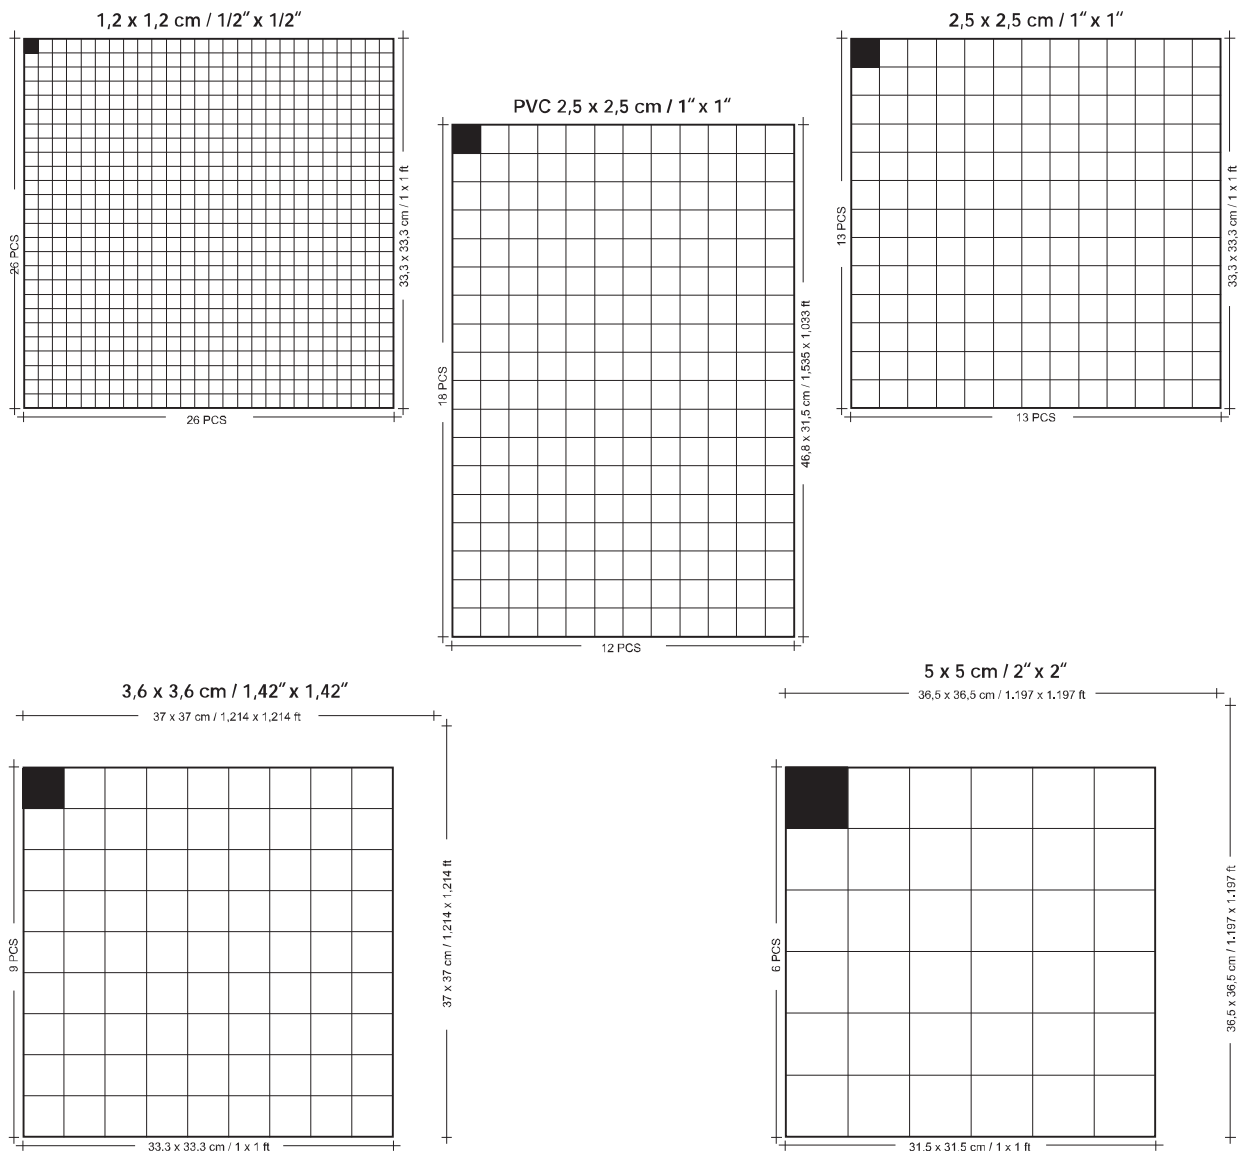 1,2 x 1,2 cm / 1/2“ x 1/2“
26 PCS
33,3 x 33,3 cm / 1 x 1 ft
26 PCS
PVC 2,5 x 2,5 cm / 1“ x 1“
18 PCS
46,8 x 31,5 cm / 1,535 x 1,033 ft
12 PCS
2,5 x 2,5 cm / 1“ x 1“
13 PCS
33,3 x 33,3 cm / 1 x 1 ft
13 PCS
3,6 x 3,6 cm / 1,42“ x 1,42“
37 x 37 cm / 1,214 x 1,214 ft
9 PCS
37 x 37 cm / 1,214 x 1,214 ft
33.3 x 33.3 cm / 1 x 1 ft
5 x 5 cm / 2“ x 2“
36,5 x 36,5 cm / 1.197 x 1.197 ft
6 PCS
36,5 x 36,5 cm / 1.197 x 1.197 ft
31.5 x 31.5 cm / 1 x 1 ft